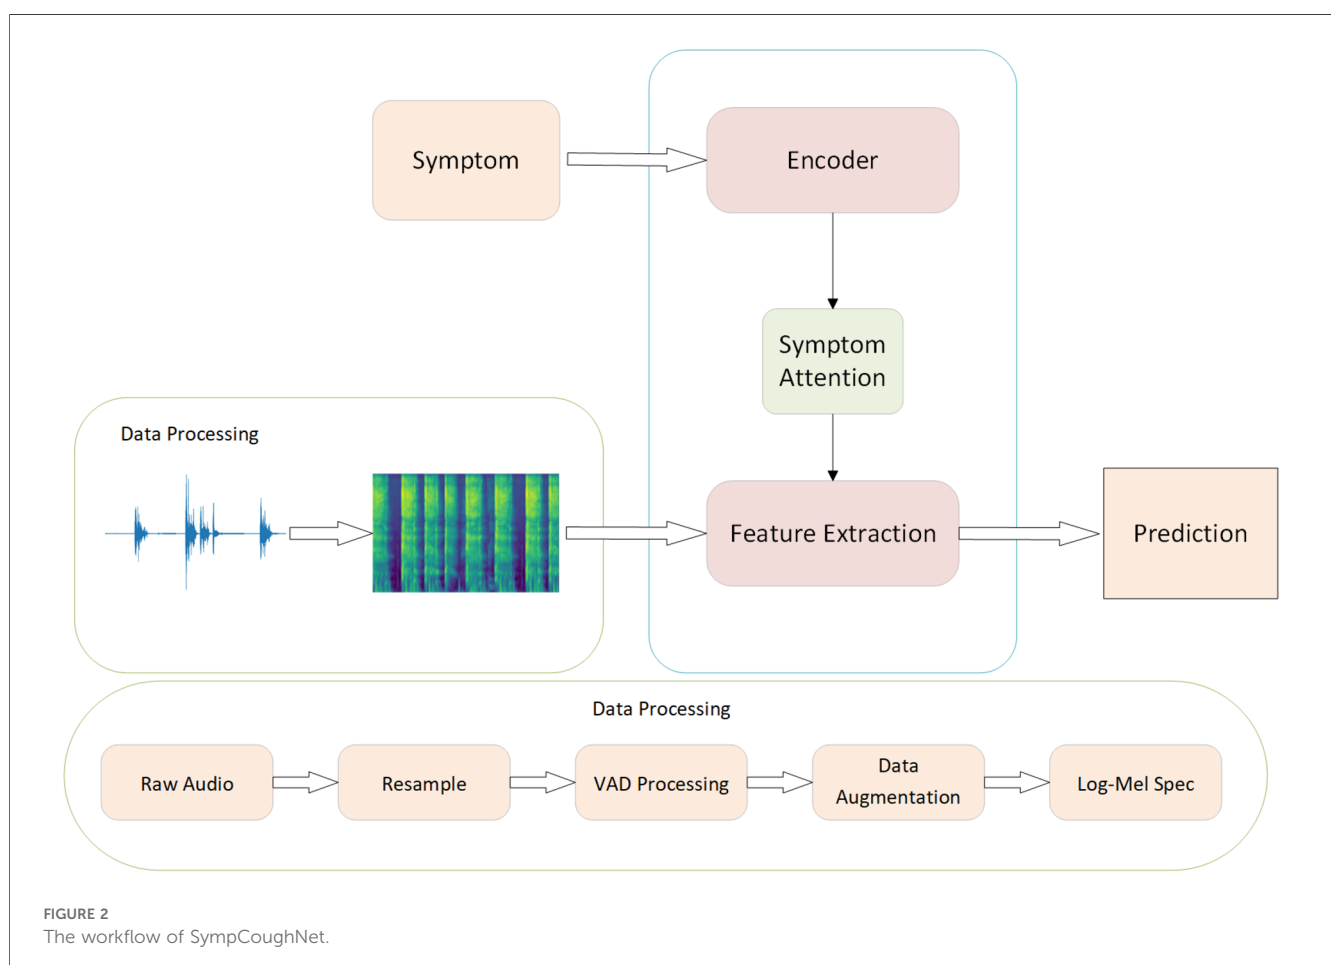 Symptom
Encoder
Symptom
Attention
Data Processing
Feature Extraction
Prediction
Data Processing
Raw Audio
Resample
VAD Processing
Data
Augmentation
Log-Mel Spec
FIGURE 2
The workflow of SympCoughNet.